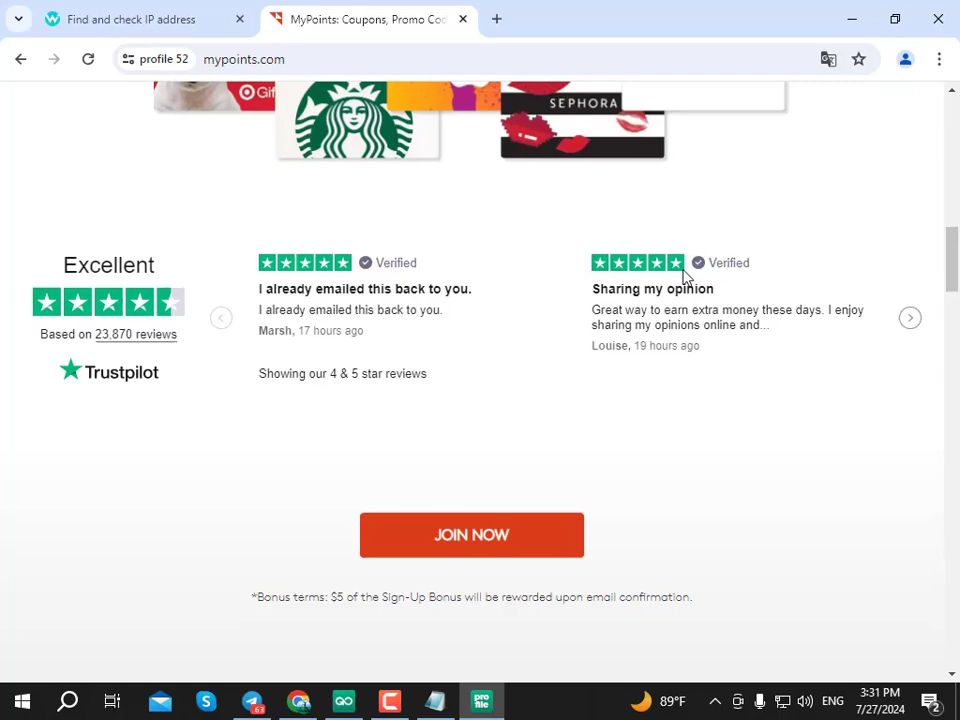 Find and check IP address
MyPoints: Coupons, Promo Co
profile 52
mypoints.com
Gif
SEPHORA
Excellent
Based on 23,870 reviews
Trustpilot
Verified
I already emailed this back to you.
I already emailed this back to you.
Marsh, 17 hours ago
Showing our 4 & 5 star reviews
Verified
Sharing my opinion
Great way to earn extra money these days. I enjoy
sharing my opinions online and...
Louise, 19 hours ago
JOIN NOW
*Bonus terms: $5 of the Sign-Up Bonus will be rewarded upon email confirmation.
63
pro
file
89°F
ENG
3:31 PM
7/27/2024
2